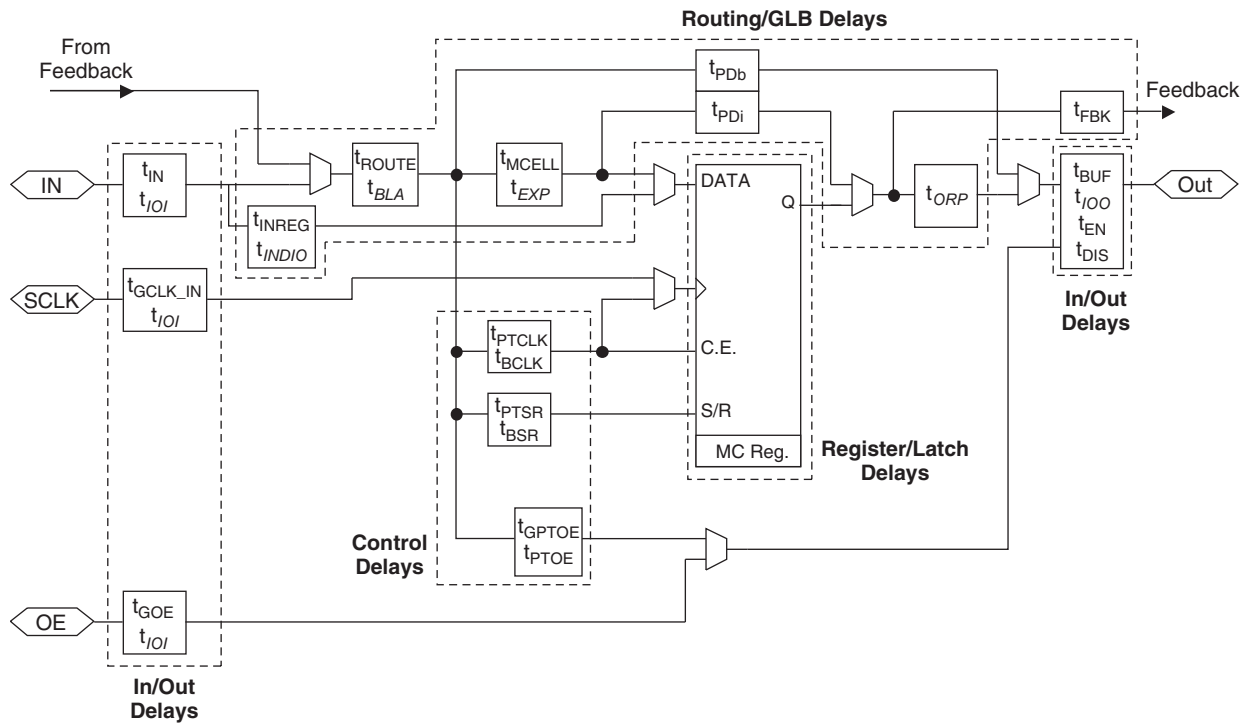 Routing/GLB Delays
From
Feedback
tPDb
tPDi
tFBK
Feedback
IN
tIN
tIOI
tROUTE
tBLA
tMCELL
tEXP
tINREG
tINDIO
DATA
Q
tORP
tBUF
tIOO
tEN
tDIS
Out
In/Out
Delays
SCLK
tGCLK_IN
tIOI
tPTCLK
tBCLK
C.E.
tPTSR
tBSR
S/R
MC Reg.
Register/Latch
Delays
Control
Delays
tGPTOE
tPTOE
OE
tGOE
tIOI
In/Out
Delays